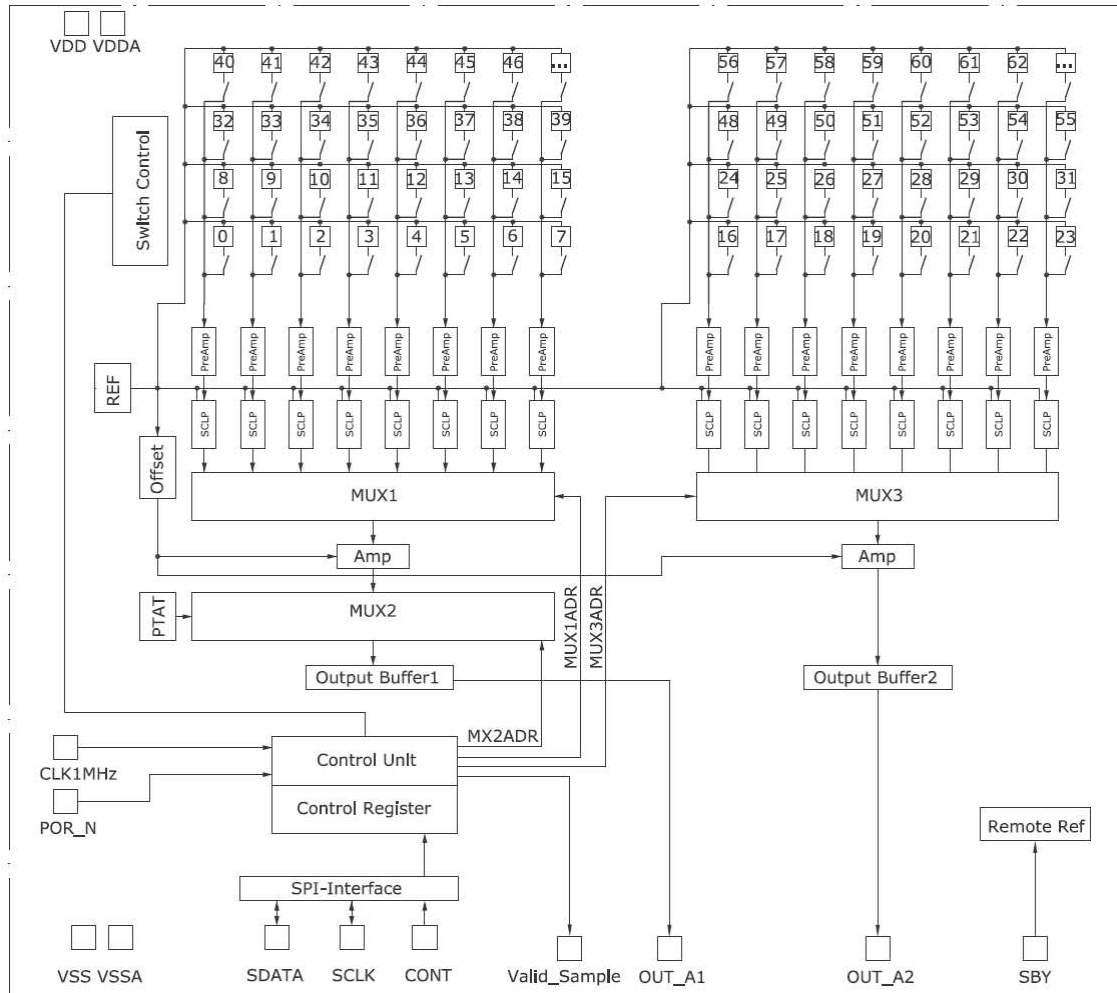 VDD VDDA
40 41 42 43 44 45 46 ... 56 57 58 59 60 61 62 ...
32 33 34 35 36 37 38 39 48 49 50 51 52 53 54 55
Switch Control
8 9 10 11 12 13 14 15 24 25 26 27 28 29 30 31
0 1 2 3 4 5 6 7 16 17 18 19 20 21 22 23
PreAmp PreAmp PreAmp PreAmp PreAmp PreAmp PreAmp PreAmp PreAmp PreAmp PreAmp PreAmp PreAmp PreAmp PreAmp PreAmp
REF
SCLP SCLP SCLP SCLP SCLP SCLP SCLP SCLP SCLP SCLP SCLP SCLP SCLP SCLP SCLP SCLP
Offset
MUX1 MUX3
Amp Amp
PTAT
MUX2
MUX1ADR
MUX3ADR
Output Buffer1 Output Buffer2
MX2ADR
CLK1MHz
Control UnIt
POR_N
Control Register
Remote Ref
SPI-Interface
VSS VSSA SDATA SCLK CONT Valid_Sample OUT_A1 OUT_A2 SBY